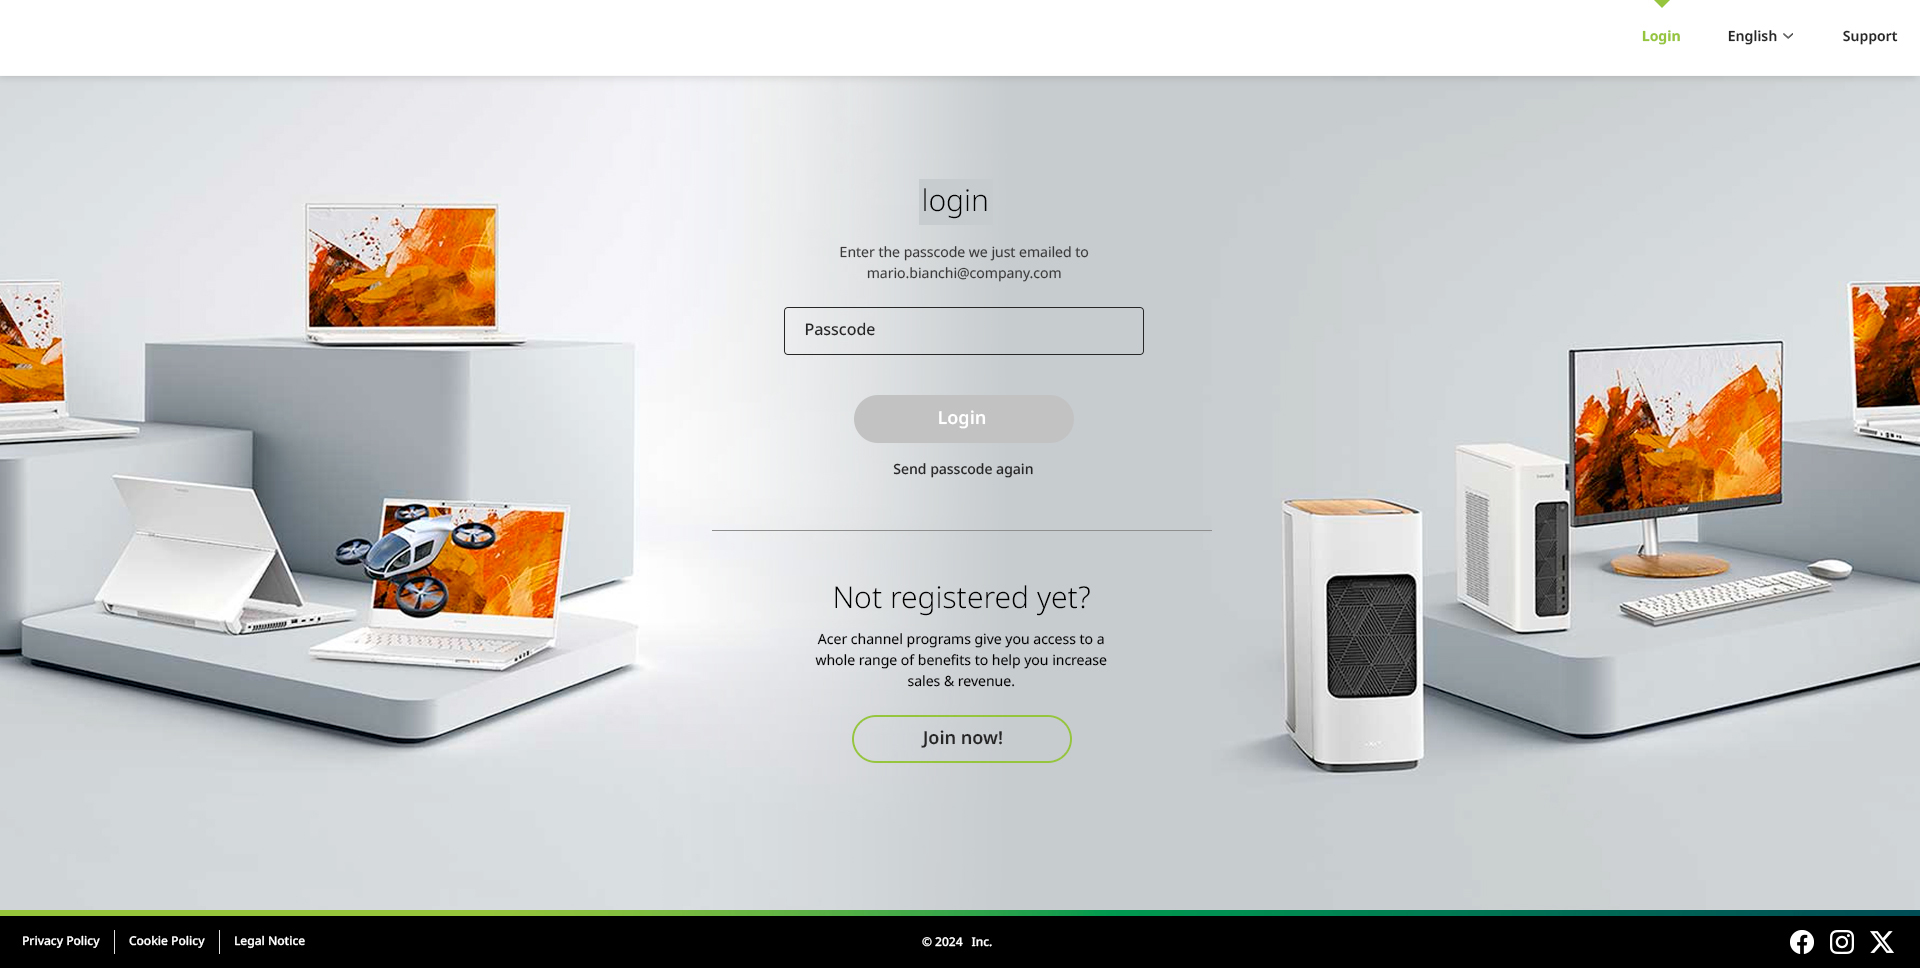 Login English Support
login
Enter the passcode we just emailed to
mario.bianchi@company.com
Passcode
Login
Send passcode again
Not registered yet?
Acer channel programs give you access to a
whole range of benefits to help you increase
sales & revenue.
Join now!
Privacy Policy Cookie Policy Legal Notice © 2024 Inc.